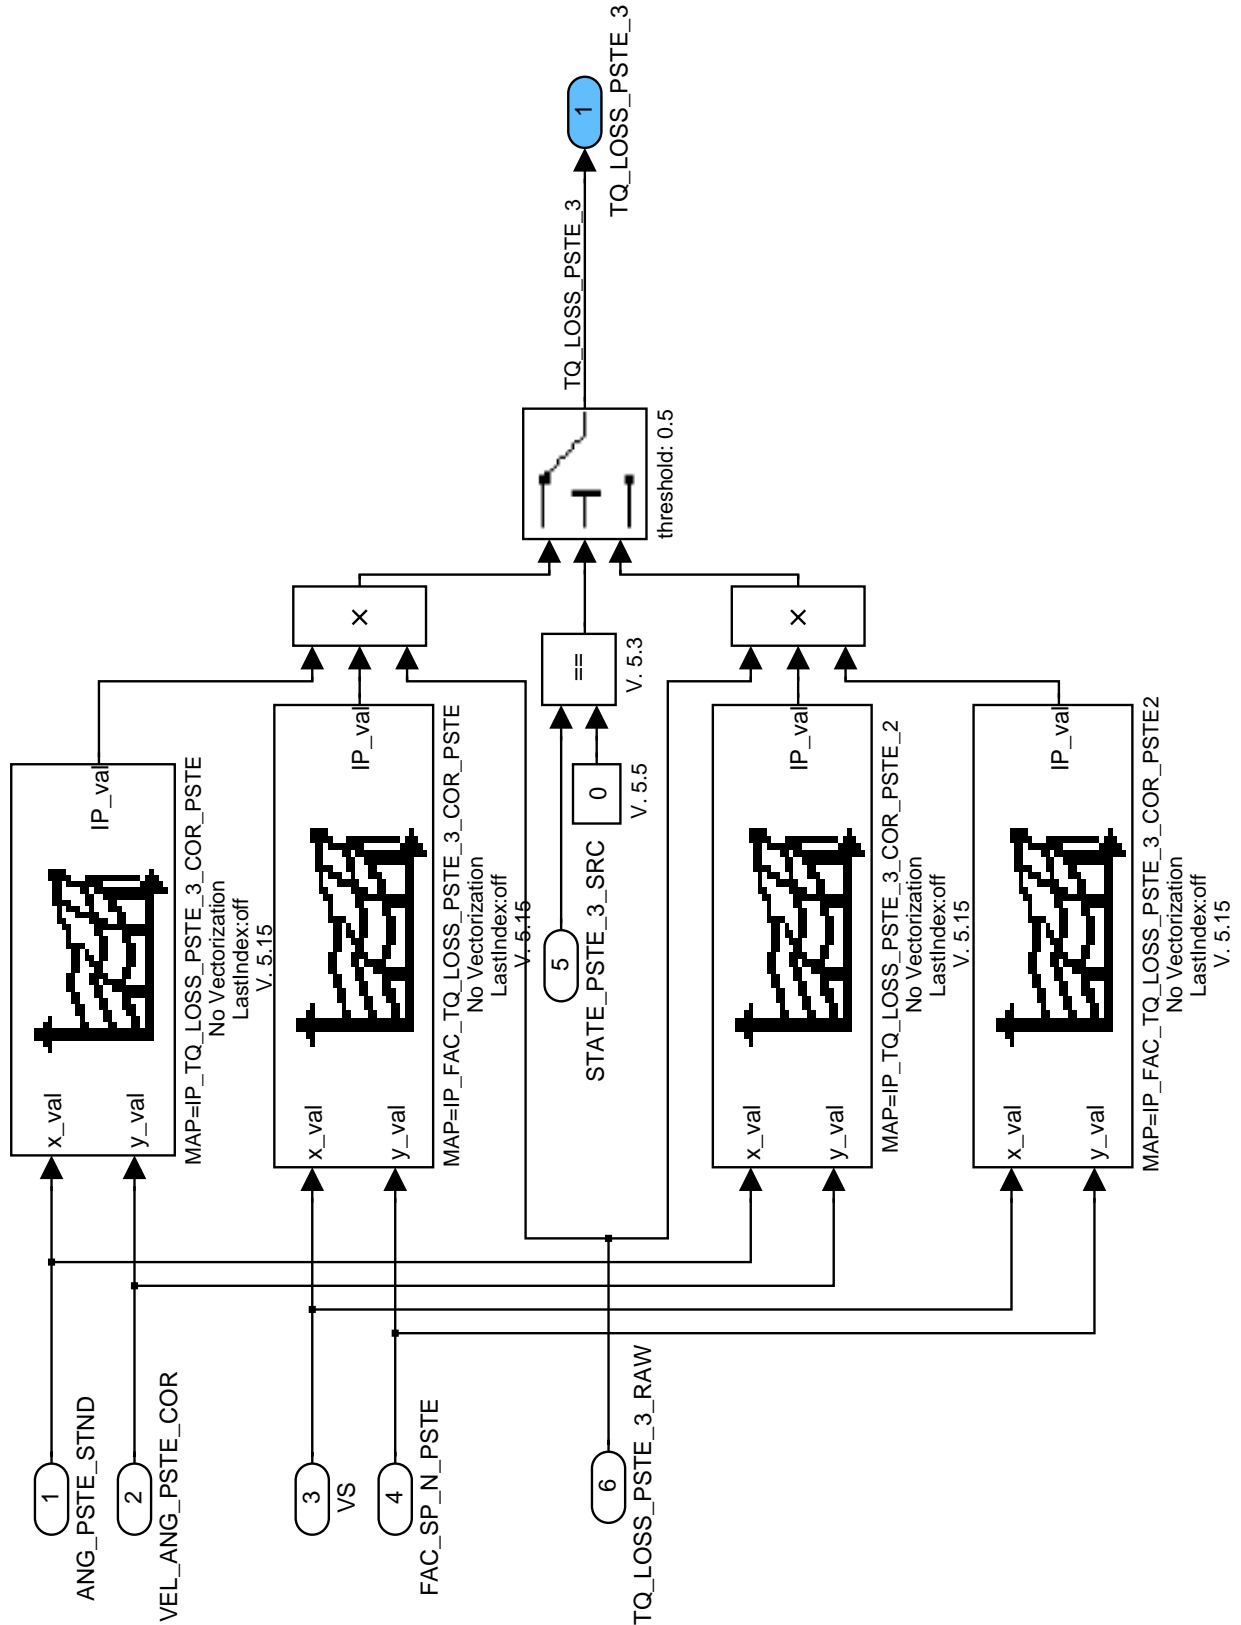 1
ANG_PSTE_STND
2
VEL_ANG_PSTE_COR
3
VS
4
FAC_SP_N_PSTE
6
TQ_LOSS_PSTE_3_RAW
x_val
y_val
IP_val
MAP=IP_TQ_LOSS_PSTE_3_COR_PSTE
No Vectorization
LastIndex:off
V. 5.15
x_val
y_val
IP_val
MAP=IP_FAC_TQ_LOSS_PSTE_3_COR_PSTE
No Vectorization
LastIndex:off
V. 5.15
5
STATE_PSTE_3_SRC
0
V. 5.5
==
V. 5.3
x_val
y_val
IP_val
MAP=IP_TQ_LOSS_PSTE_3_COR_PSTE_2
No Vectorization
LastIndex:off
V. 5.15
x_val
y_val
IP_val
MAP=IP_FAC_TQ_LOSS_PSTE_3_COR_PSTE2
No Vectorization
LastIndex:off
V. 5.15
×
×
threshold: 0.5
TQ_LOSS_PSTE_3
1
TQ_LOSS_PSTE_3